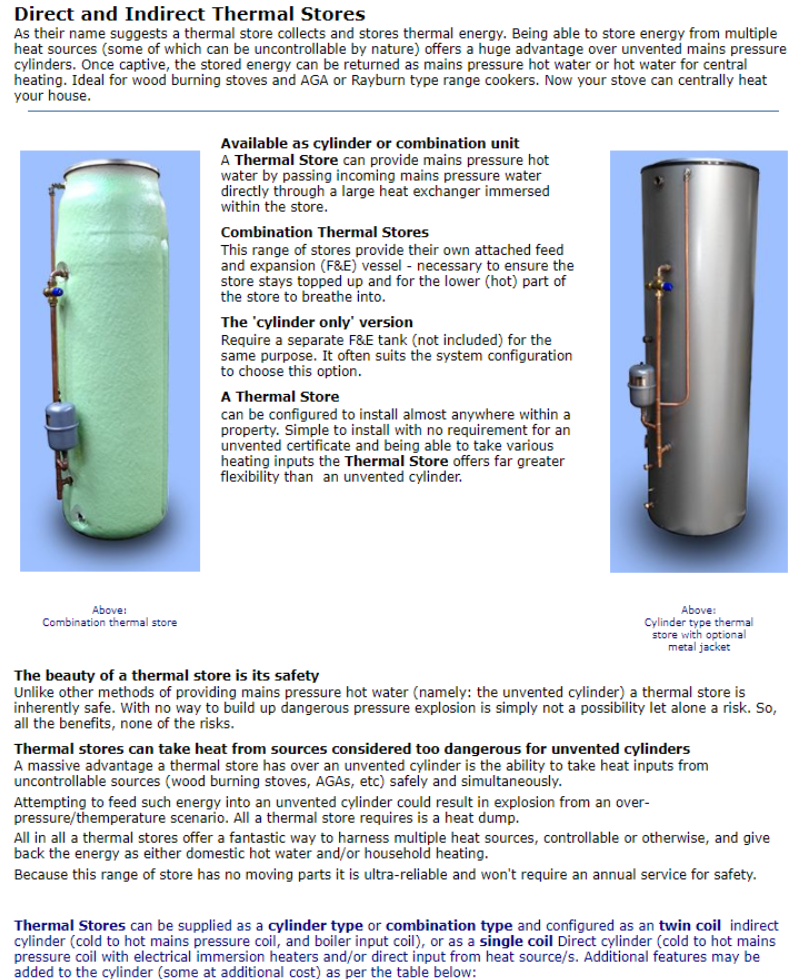 Direct and Indirect Thermal Stores
As their name suggests a thermal store collects and stores thermal energy. Being able to store energy from multiple
heat sources (some of which can be uncontrollable by nature) offers a huge advantage over unvented mains pressure
cylinders. Once captive, the stored energy can be returned as mains pressure hot water or hot water for central
heating. Ideal for wood burning stoves and AGA or Rayburn type range cookers. Now your stove can centrally heat
your house.
Available as cylinder or combination unit
A Thermal Store can provide mains pressure hot
water by passing incoming mains pressure water
directly through a large heat exchanger immersed
within the store.
Combination Thermal Stores
This range of stores provide their own attached feed
and expansion (F&E) vessel - necessary to ensure the
store stays topped up and for the lower (hot) part of
the store to breathe into.
The 'cylinder only' version
Require a separate F&E tank (not included) for the
same purpose. It often suits the system configuration
to choose this option.
A Thermal Store
can be configured to install almost anywhere within a
property. Simple to install with no requirement for an
unvented certificate and being able to take various
heating inputs the Thermal Store offers far greater
flexibility than  an unvented cylinder.
Above:
Combination thermal store
Above:
Cylinder type thermal
store with optional
metal jacket
The beauty of a thermal store is its safety
Unlike other methods of providing mains pressure hot water (namely: the unvented cylinder) a thermal store is
inherently safe. With no way to build up dangerous pressure explosion is simply not a possibility let alone a risk. So,
all the benefits, none of the risks.
Thermal stores can take heat from sources considered too dangerous for unvented cylinders
A massive advantage a thermal store has over an unvented cylinder is the ability to take heat inputs from
uncontrollable sources (wood burning stoves, AGAs, etc) safely and simultaneously.
Attempting to feed such energy into an unvented cylinder could result in explosion from an over-
pressure/themperature scenario. All a thermal store requires is a heat dump.
All in all a thermal stores offer a fantastic way to harness multiple heat sources, controllable or otherwise, and give
back the energy as either domestic hot water and/or household heating.
Because this range of store has no moving parts it is ultra-reliable and won't require an annual service for safety.
Thermal Stores can be supplied as a cylinder type or combination type and configured as an twin coil  indirect
cylinder (cold to hot mains pressure coil, and boiler input coil), or as a single coil Direct cylinder (cold to hot mains
pressure coil with electrical immersion heaters and/or direct input from heat source/s. Additional features may be
added to the cylinder (some at additional cost) as per the table below: